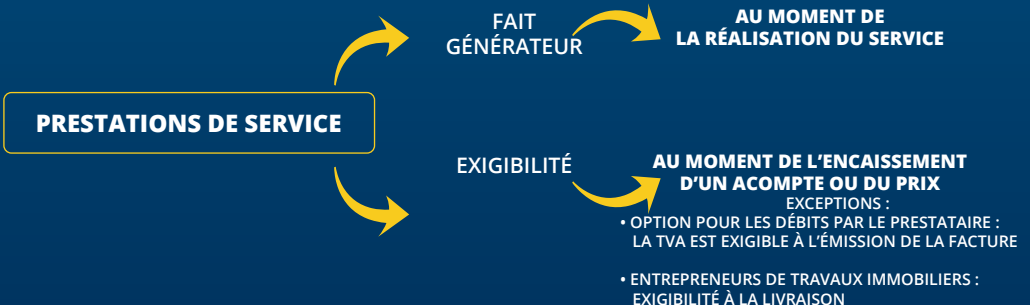 PRESTATIONS DE SERVICE
FAIT
GÉNÉRATEUR
AU MOMENT DE
LA RÉALISATION DU SERVICE
EXIGIBILITÉ
AU MOMENT DE L’ENCAISSEMENT
D’UN ACOMPTE OU DU PRIX
EXCEPTIONS :
• OPTION POUR LES DÉBITS PAR LE PRESTATAIRE :
LA TVA EST EXIGIBLE À L’ÉMISSION DE LA FACTURE
• ENTREPRENEURS DE TRAVAUX IMMOBILIERS :
EXIGIBILITÉ À LA LIVRAISON